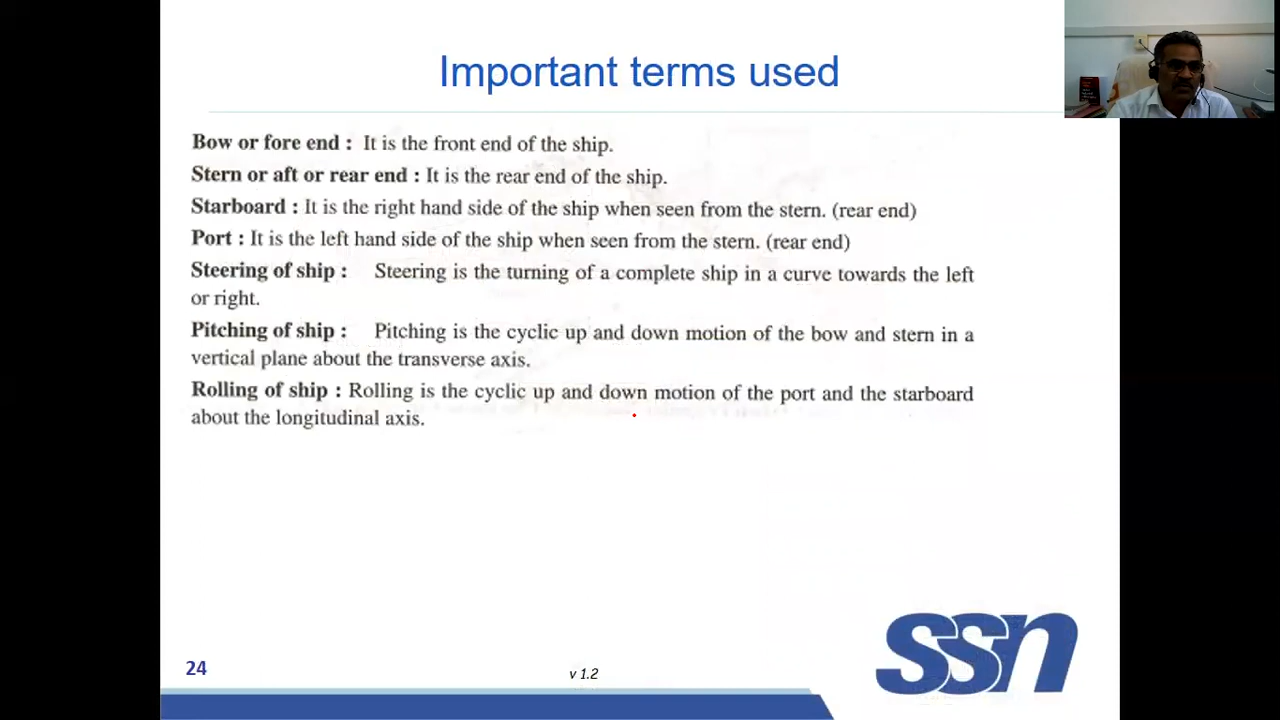 Important terms used
Bow or fore end : It is the front end of the ship.
Stern or aft or rear end : It is the rear end of the ship.
Starboard : It is the right hand side of the ship when seen from the stern. (rear end)
Port : It is the left hand side of the ship when seen from the stern. (rear end)
Steering of ship : Steering is the turning of a complete ship in a curve towards the left
or right.
Pitching of ship : Pitching is the cyclic up and down motion of the bow and stern in a
vertical plane about the transverse axis.
Rolling of ship : Rolling is the cyclic up and down motion of the port and the starboard
about the longitudinal axis.
24
v 1.2
ssn